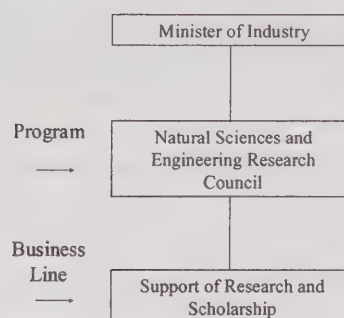 Minister of Industry
Program
Natural Sciences and
Engineering Research
Council
Business
Line
Support of Research and
Scholarship